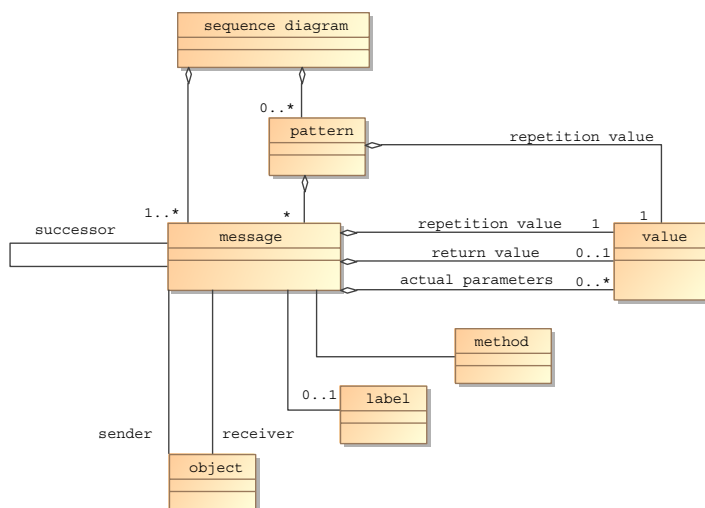 sequence diagram
0..*
pattern
repetition value
1..*
*
1
successor
message
repetition value
1
value
return value
0..1
actual parameters
0..*
method
0..1
label
sender
receiver
object